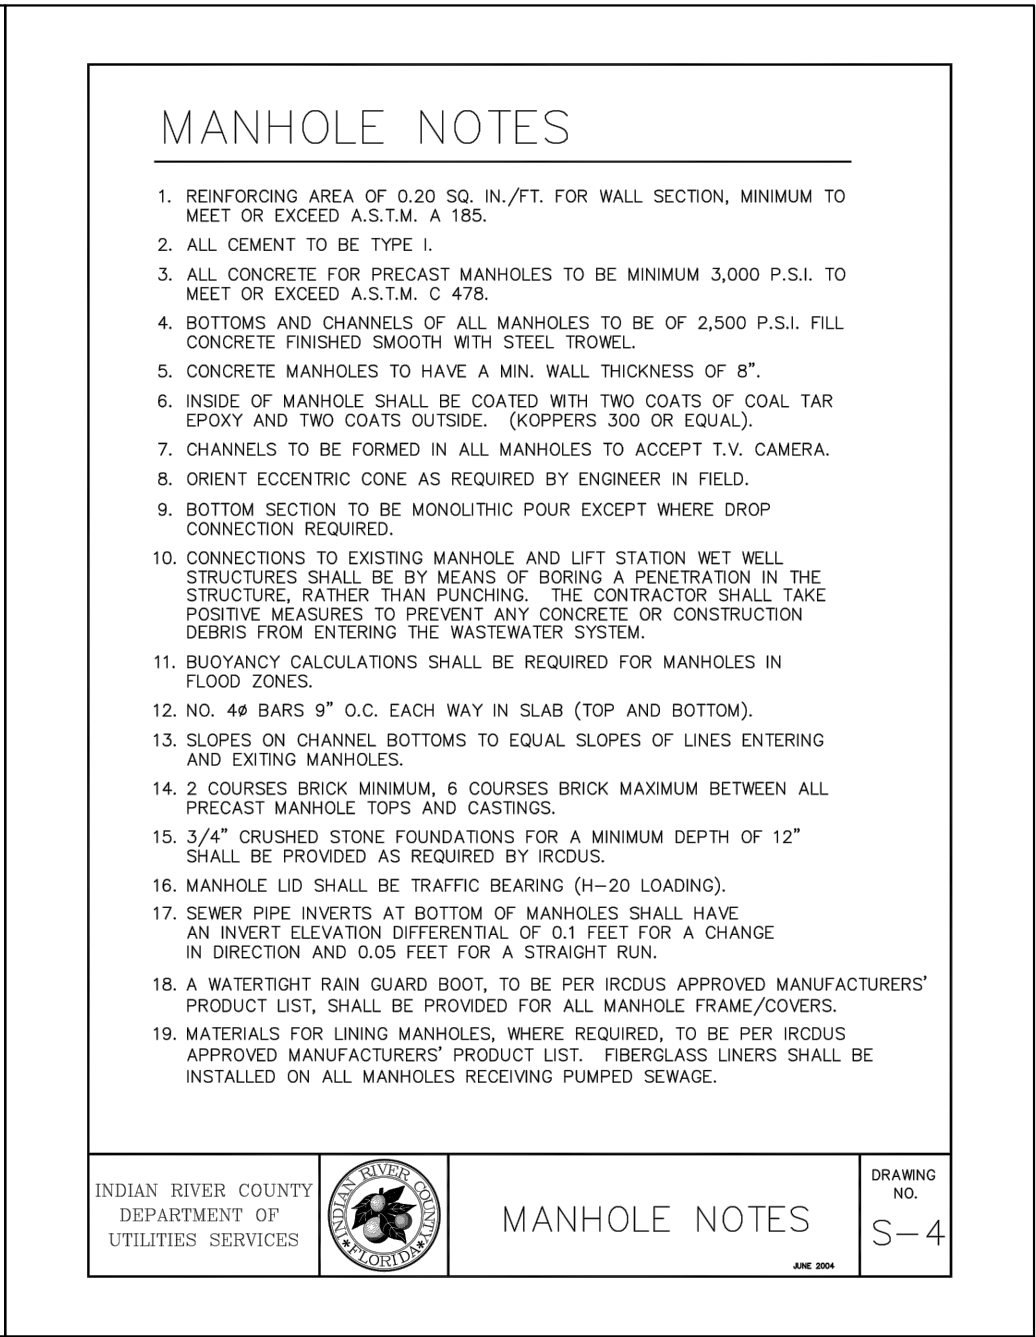 MANHOLE NOTES
1. REINFORCING AREA OF 0.20 SQ. IN./FT. FOR WALL SECTION, MINIMUM TO
MEET OR EXCEED A.S.T.M. A 185.
2. ALL CEMENT TO BE TYPE I.
3. ALL CONCRETE FOR PRECAST MANHOLES TO BE MINIMUM 3,000 P.S.I. TO
MEET OR EXCEED A.S.T.M. C 478.
4. BOTTOMS AND CHANNELS OF ALL MANHOLES TO BE OF 2,500 P.S.I. FILL
CONCRETE FINISHED SMOOTH WITH STEEL TROWEL.
5. CONCRETE MANHOLES TO HAVE A MIN. WALL THICKNESS OF 8”.
6. INSIDE OF MANHOLE SHALL BE COATED WITH TWO COATS OF COAL TAR
EPOXY AND TWO COATS OUTSIDE. (KOPPERS 300 OR EQUAL).
7. CHANNELS TO BE FORMED IN ALL MANHOLES TO ACCEPT T.V. CAMERA.
8. ORIENT ECCENTRIC CONE AS REQUIRED BY ENGINEER IN FIELD.
9. BOTTOM SECTION TO BE MONOLITHIC POUR EXCEPT WHERE DROP
CONNECTION REQUIRED.
10. CONNECTIONS TO EXISTING MANHOLE AND LIFT STATION WET WELL
STRUCTURES SHALL BE BY MEANS OF BORING A PENETRATION IN THE
STRUCTURE, RATHER THAN PUNCHING. THE CONTRACTOR SHALL TAKE
POSITIVE MEASURES TO PREVENT ANY CONCRETE OR CONSTRUCTION
DEBRIS FROM ENTERING THE WASTEWATER SYSTEM.
11. BUOYANCY CALCULATIONS SHALL BE REQUIRED FOR MANHOLES IN
FLOOD ZONES.
12. NO. 4ø BARS 9” O.C. EACH WAY IN SLAB (TOP AND BOTTOM).
13. SLOPES ON CHANNEL BOTTOMS TO EQUAL SLOPES OF LINES ENTERING
AND EXITING MANHOLES.
14. 2 COURSES BRICK MINIMUM, 6 COURSES BRICK MAXIMUM BETWEEN ALL
PRECAST MANHOLE TOPS AND CASTINGS.
15. 3/4” CRUSHED STONE FOUNDATIONS FOR A MINIMUM DEPTH OF 12”
SHALL BE PROVIDED AS REQUIRED BY IRCDUS.
16. MANHOLE LID SHALL BE TRAFFIC BEARING (H-20 LOADING).
17. SEWER PIPE INVERTS AT BOTTOM OF MANHOLES SHALL HAVE
AN INVERT ELEVATION DIFFERENTIAL OF 0.1 FEET FOR A CHANGE
IN DIRECTION AND 0.05 FEET FOR A STRAIGHT RUN.
18. A WATERTIGHT RAIN GUARD BOOT, TO BE PER IRCDUS APPROVED MANUFACTURERS’
PRODUCT LIST, SHALL BE PROVIDED FOR ALL MANHOLE FRAME/COVERS.
19. MATERIALS FOR LINING MANHOLES, WHERE REQUIRED, TO BE PER IRCDUS
APPROVED MANUFACTURERS’ PRODUCT LIST. FIBERGLASS LINERS SHALL BE
INSTALLED ON ALL MANHOLES RECEIVING PUMPED SEWAGE.
INDIAN RIVER COUNTY
DEPARTMENT OF
UTILITIES SERVICES
INDIAN RIVER COUNTY
* FLORIDA *
MANHOLE NOTES
JUNE 2004
DRAWING
NO.
S-4